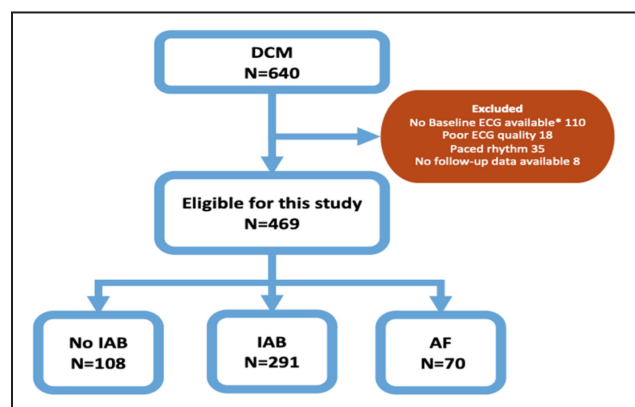 DCM
N=640
Excluded
No Baseline ECG available* 110
Poor ECG quality 18
Paced rhythm 35
No follow-up data available 8
Eligible for this study
N=469
No IAB
N=108
IAB
N=291
AF
N=70